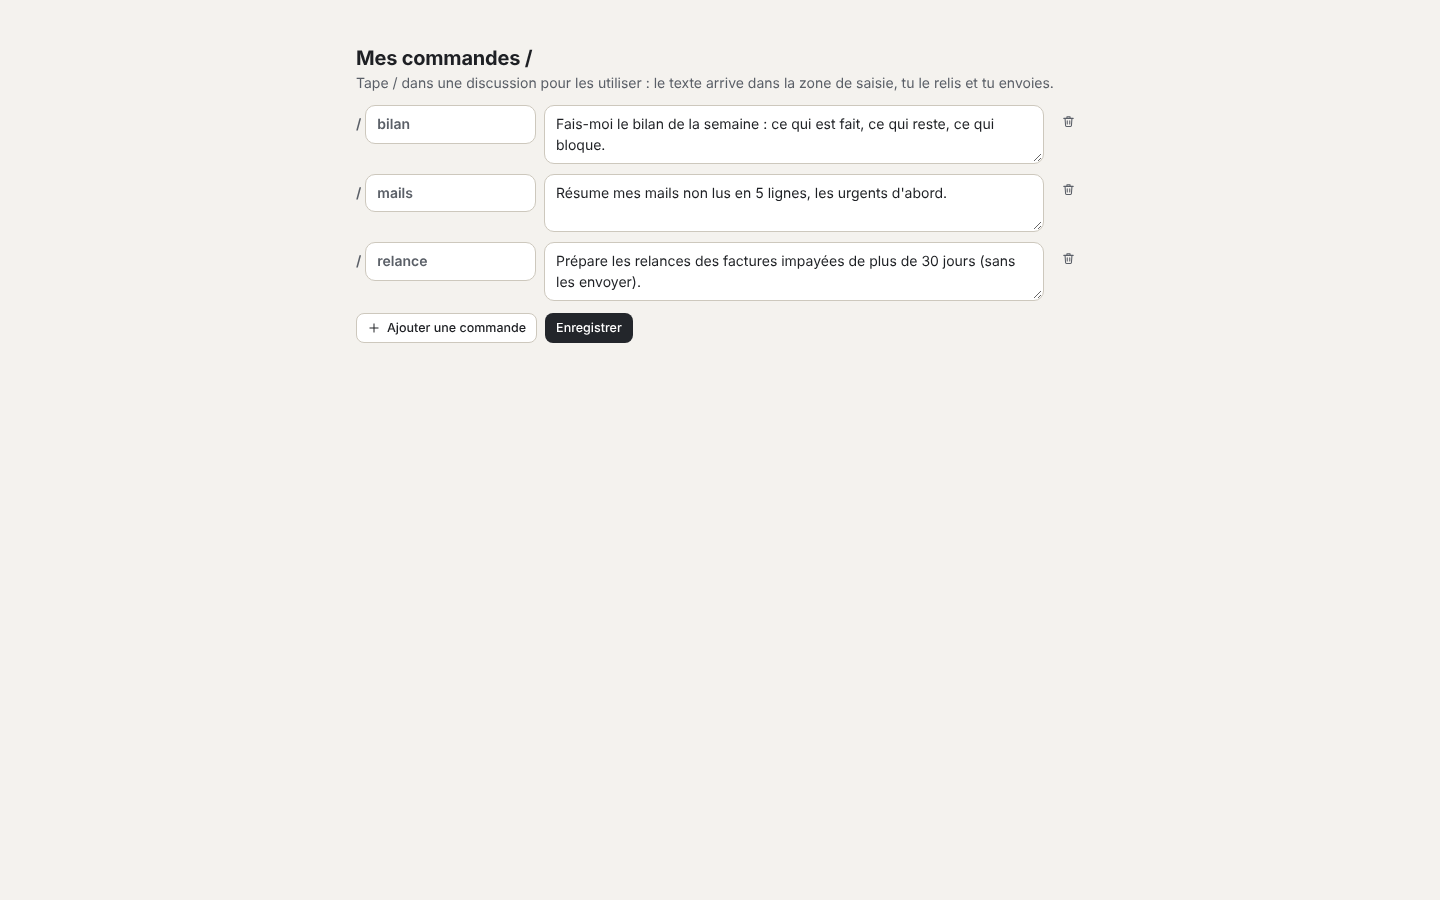 Mes commandes /
Tape / dans une discussion pour les utiliser : le texte arrive dans la zone de saisie, tu le relis et tu envoies.
/ bilan
Fais-moi le bilan de la semaine : ce qui est fait, ce qui reste, ce qui
bloque.
/ mails
Résume mes mails non lus en 5 lignes, les urgents d'abord.
/ relance
Prépare les relances des factures impayées de plus de 30 jours (sans
les envoyer).
Ajouter une commande
Enregistrer